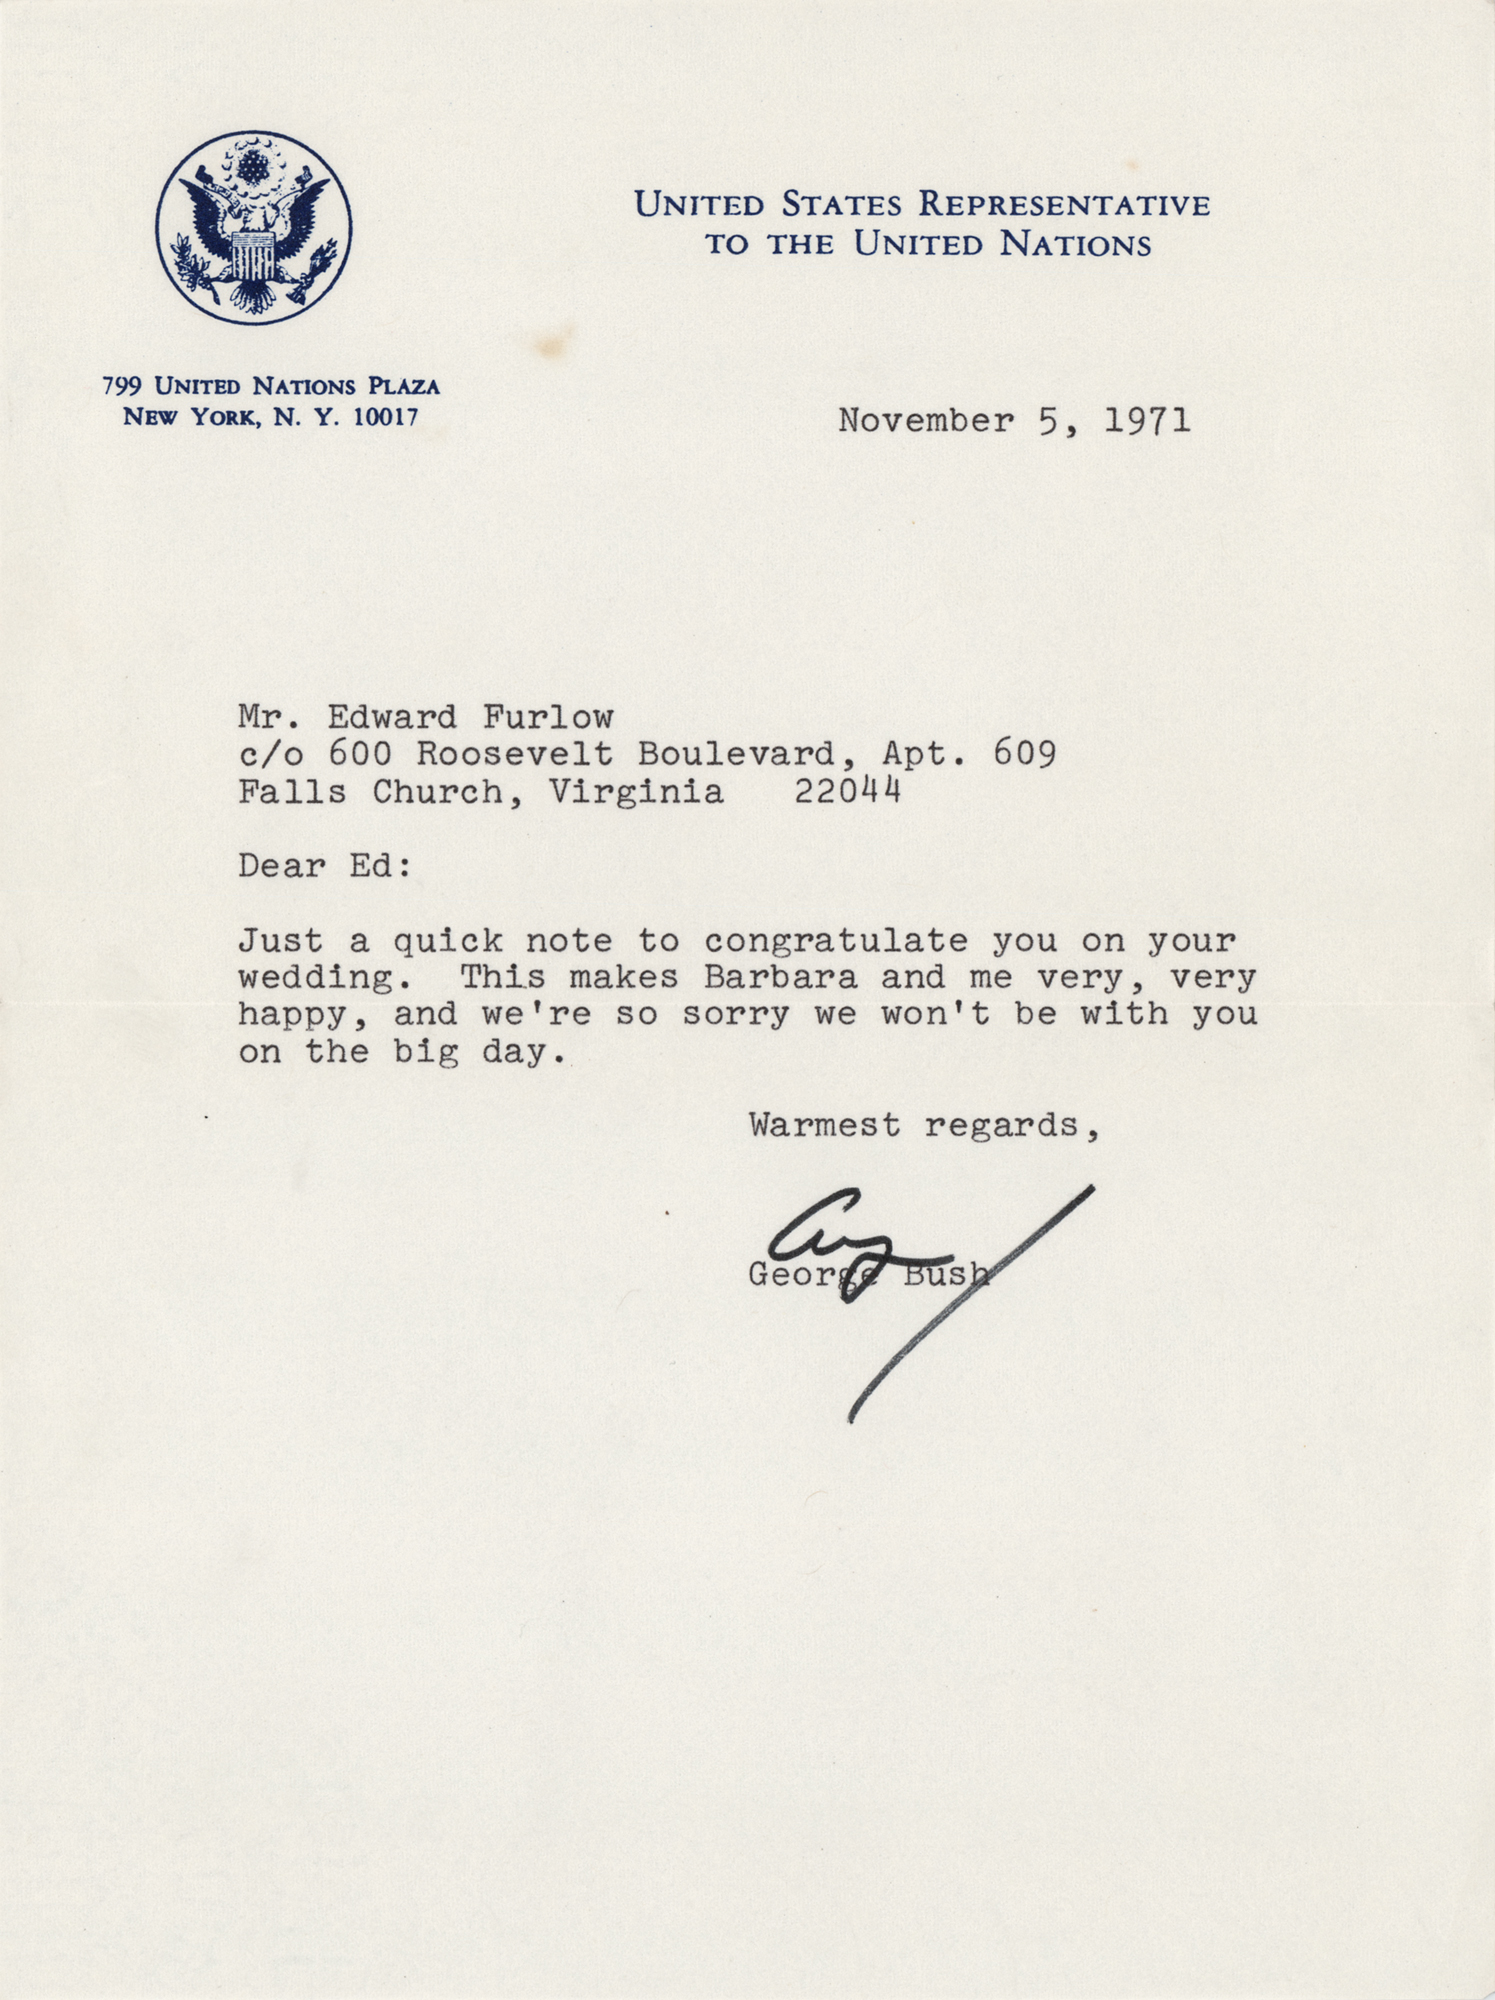 United States Representative
to the United Nations
799 United Nations Plaza
New York, N. Y. 10017
November 5, 1971
Mr. Edward Furlow
c/o 600 Roosevelt Boulevard, Apt. 609
Falls Church, Virginia 22044
Dear Ed:
Just a quick note to congratulate you on your
wedding. This makes Barbara and me very, very
happy, and we're so sorry we won't be with you
on the big day.
Warmest regards,
George Bush